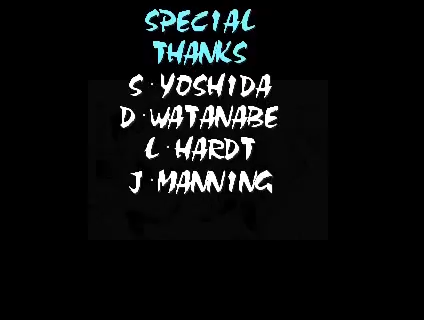 SPECIAL
THANKS
S·YOSHIDA
D·WATANABE
L·HARDT
J·MANNING